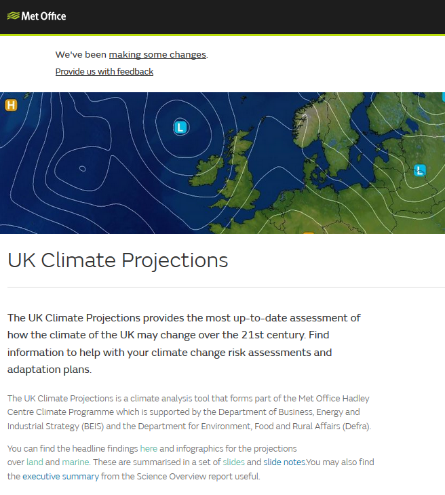 Met Office
We've been making some changes.
Provide us with feedback
H
L
L
UK Climate Projections
The UK Climate Projections provides the most up-to-date assessment of
how the climate of the UK may change over the 21st century. Find
information to help with your climate change risk assessments and
adaptation plans.
The UK Climate Projections is a climate analysis tool that forms part of the Met Office Hadley
Centre Climate Programme which is supported by the Department of Business, Energy and
Industrial Strategy (BEIS) and the Department for Environment, Food and Rural Affairs (Defra).
You can find the headline findings here and infographics for the projections
over land and marine. These are summarised in a set of slides and slide notes.You may also find
the executive summary from the Science Overview report useful.